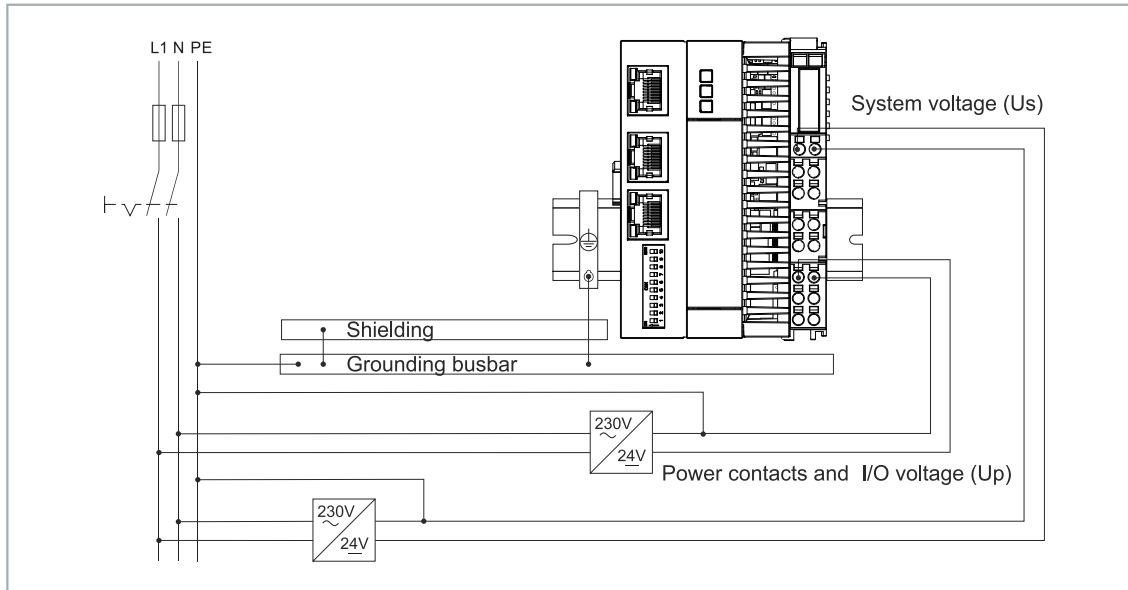 L1 N PE
System voltage (Us)
Shielding
Grounding busbar
230V
24V
Power contacts and I/O voltage (Up)
230V
24V